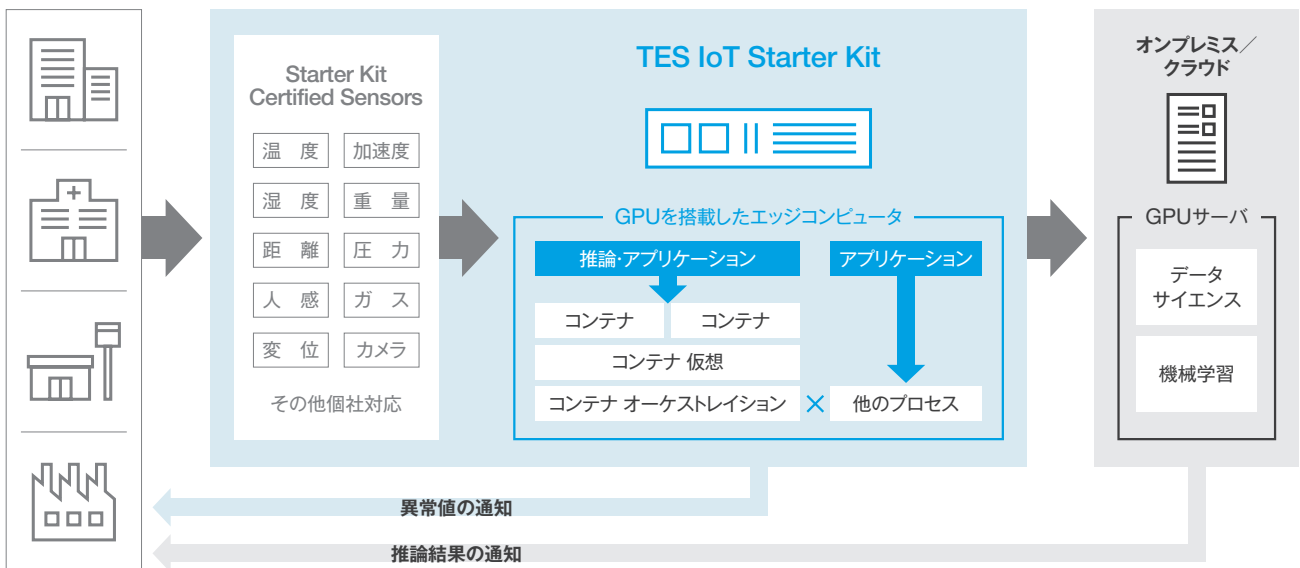 Starter Kit
Certified Sensors
温 度
加速度
湿 度
重 量
距 離
圧 力
人 感
ガ ス
変 位
カメラ
その他個社対応
TES IoT Starter Kit
GPUを搭載したエッジコンピュータ
推論・アプリケーション
アプリケーション
コンテナ
コンテナ
コンテナ 仮想
コンテナ オーケストレイション
×
他のプロセス
オンプレミス／
クラウド
GPUサーバ
データ
サイエンス
機械学習
異常値の通知
推論結果の通知